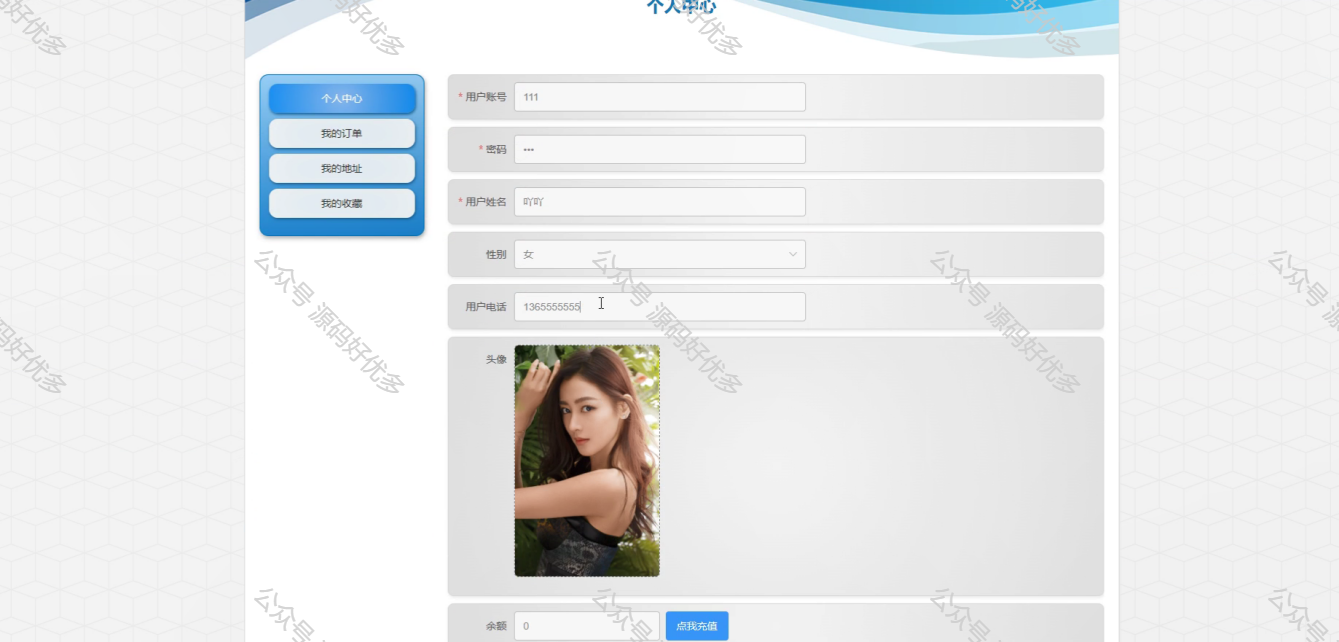 个人中心
个人中心
我的订单
我的地址
我的收藏
* 用户账号 111
* 密码 •••
* 用户姓名 吖吖
性别 女
用户电话 1365555555
头像
余额 0 点我充值
公众号 源码好优多
公众号 源码好优多
公众号 源码好优多